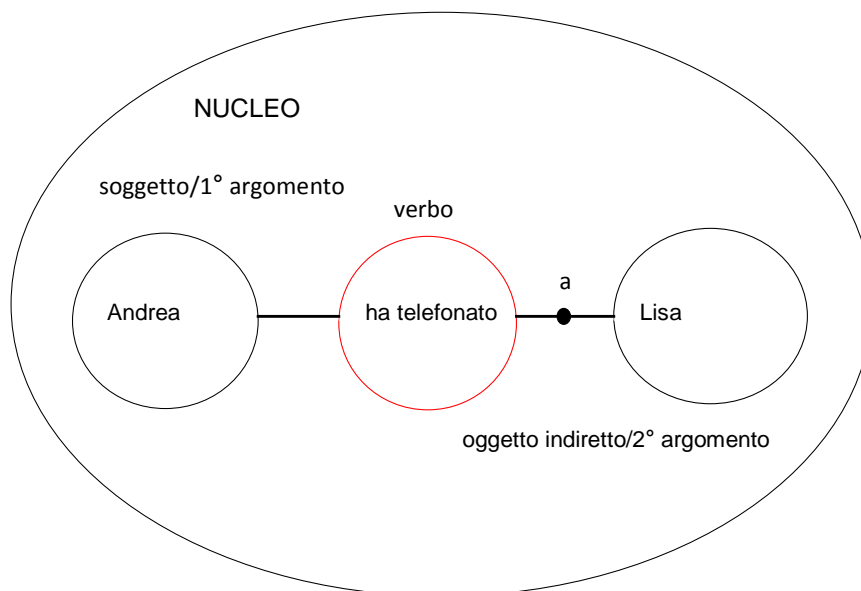 NUCLEO
soggetto/1° argomento
verbo
a
Andrea
ha telefonato
Lisa
oggetto indiretto/2° argomento